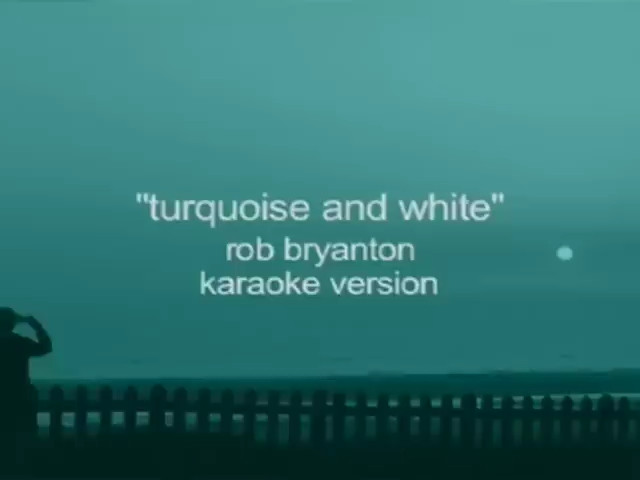 "turquoise and white"
rob bryanton
karaoke version